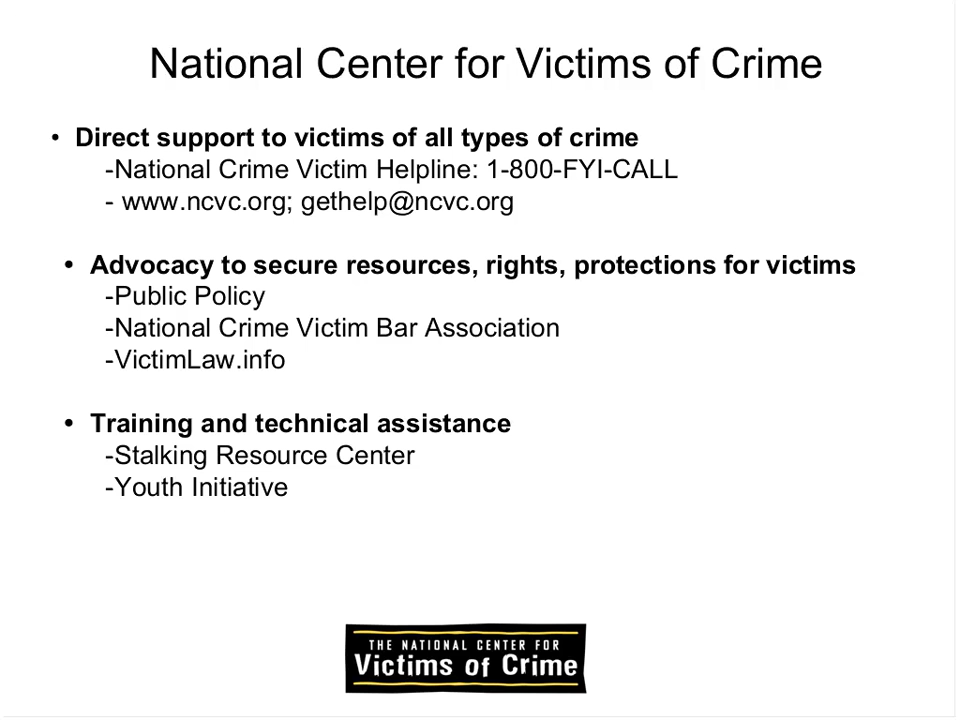 National Center for Victims of Crime
• Direct support to victims of all types of crime
-National Crime Victim Helpline: 1-800-FYI-CALL
- www.ncvc.org; gethelp@ncvc.org
• Advocacy to secure resources, rights, protections for victims
-Public Policy
-National Crime Victim Bar Association
-VictimLaw.info
• Training and technical assistance
-Stalking Resource Center
-Youth Initiative
THE NATIONAL CENTER FOR
Victims of Crime